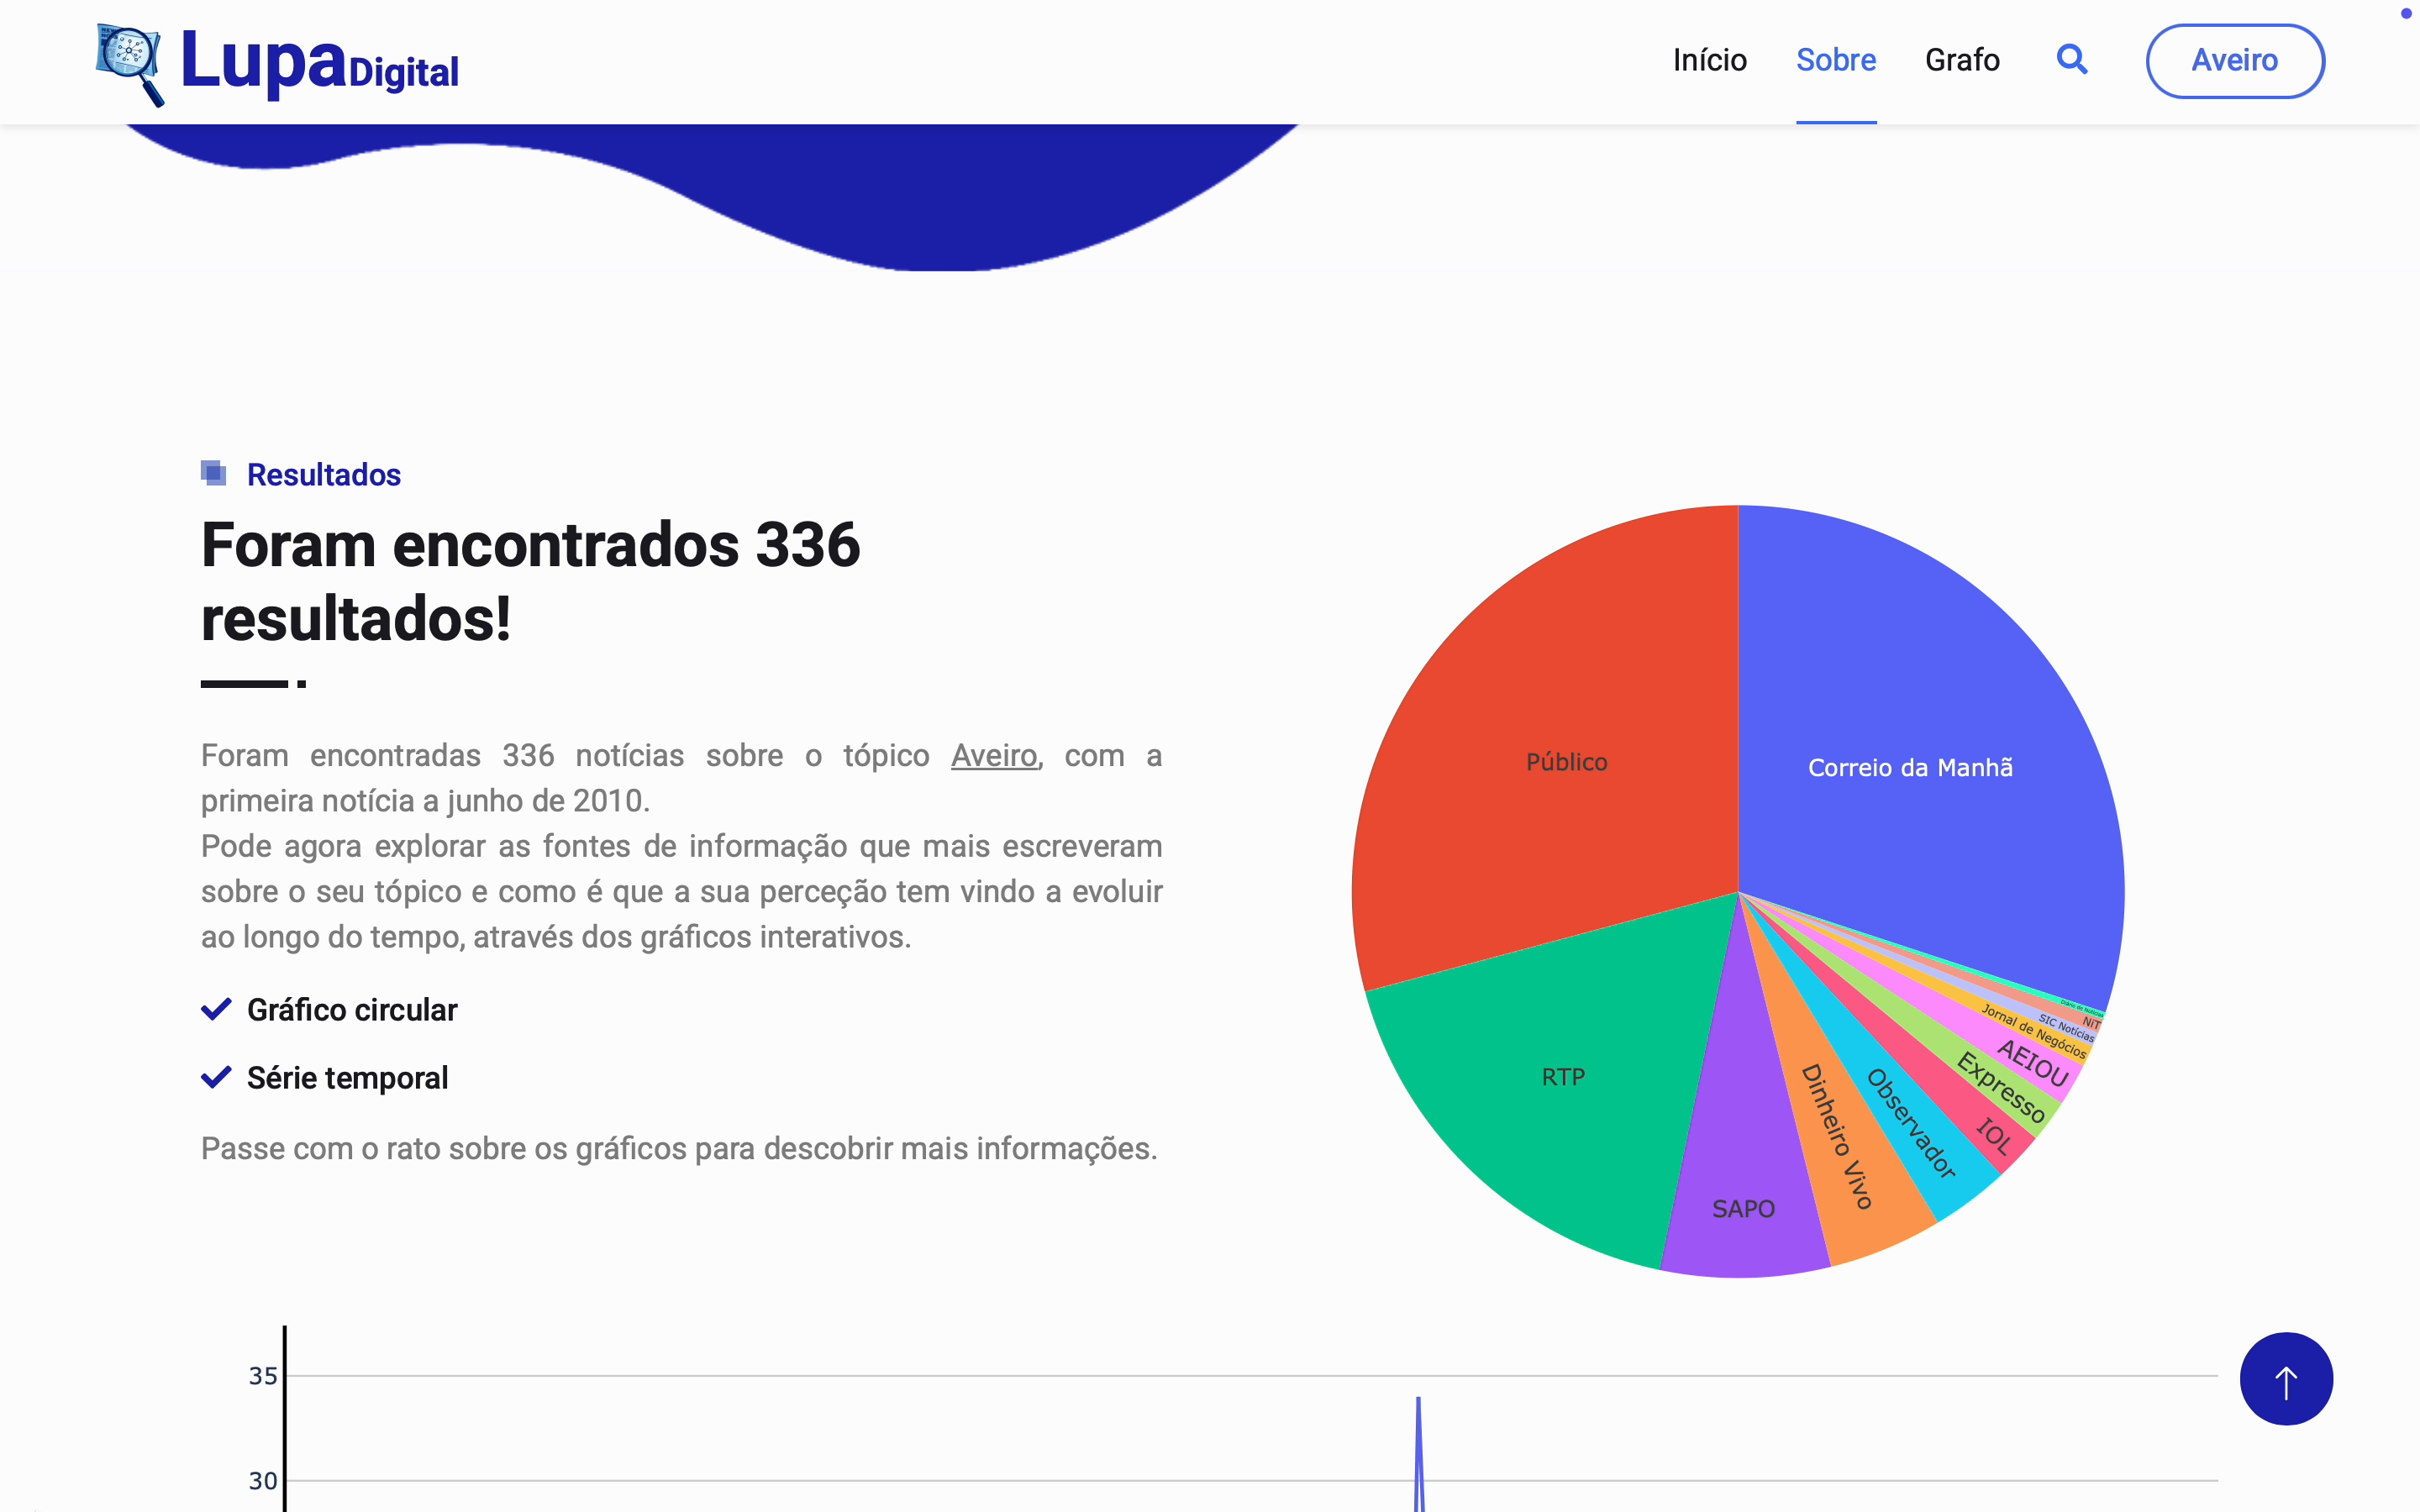 LupaDigital
Início Sobre Grafo Aveiro
Resultados
Foram encontrados 336
resultados!
Foram encontradas 336 notícias sobre o tópico Aveiro, com a
primeira notícia a junho de 2010.
Pode agora explorar as fontes de informação que mais escreveram
sobre o seu tópico e como é que a sua perceção tem vindo a evoluir
ao longo do tempo, através dos gráficos interativos.
Gráfico circular
Série temporal
Passe com o rato sobre os gráficos para descobrir mais informações.
Público
Correio da Manhã
RTP
SAPO
Dinheiro Vivo
Observador
IOL
Expresso
AEIOU
Jornal de Negócios
SIC Notícias
NiT
Diário de Notícias
35
30